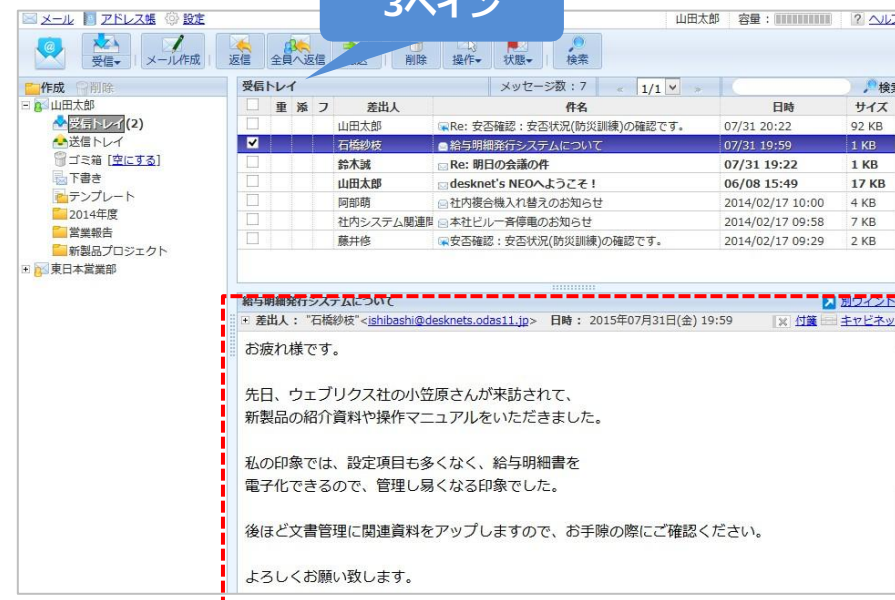 3ペイン
メール アドレス帳 設定 山田太郎 容量： ? ヘルプ
受信▾ メール作成 返信 全員へ返信 削除 操作▾ 状態▾ 検索
作成 削除 受信トレイ メッセージ数：7 « 1/1 » 検索
山田太郎
受信トレイ(2)
送信トレイ
ゴミ箱 [空にする]
下書き
テンプレート
2014年度
営業報告
新製品プロジェクト
東日本営業部
重 添 フ 差出人 件名 日時 サイズ
山田太郎 Re: 安否確認：安否状況(防災訓練)の確認です。 07/31 20:22 92 KB
石橋紗枝 給与明細発行システムについて 07/31 19:59 1 KB
鈴木誠 Re: 明日の会議の件 07/31 19:22 1 KB
山田太郎 desknet's NEOへようこそ！ 06/08 15:49 17 KB
阿部萌 社内複合機入れ替えのお知らせ 2014/02/17 10:00 4 KB
社内システム関連 本社ビル一斉停電のお知らせ 2014/02/17 09:58 7 KB
藤井修 安否確認：安否状況(防災訓練)の確認です。 2014/02/17 09:29 2 KB
給与明細発行システムについて 別ウィンド
差出人： "石橋紗枝"<ishibashi@desknets.odas11.jp> 日時： 2015年07月31日(金) 19:59 付箋 キャビネッ
お疲れ様です。
先日、ウェブリクス社の小笠原さんが来訪されて、
新製品の紹介資料や操作マニュアルをいただきました。
私の印象では、設定項目も多くなく、給与明細書を
電子化できるので、管理し易くなる印象でした。
後ほど文書管理に関連資料をアップしますので、お手隙の際にご確認ください。
よろしくお願い致します。